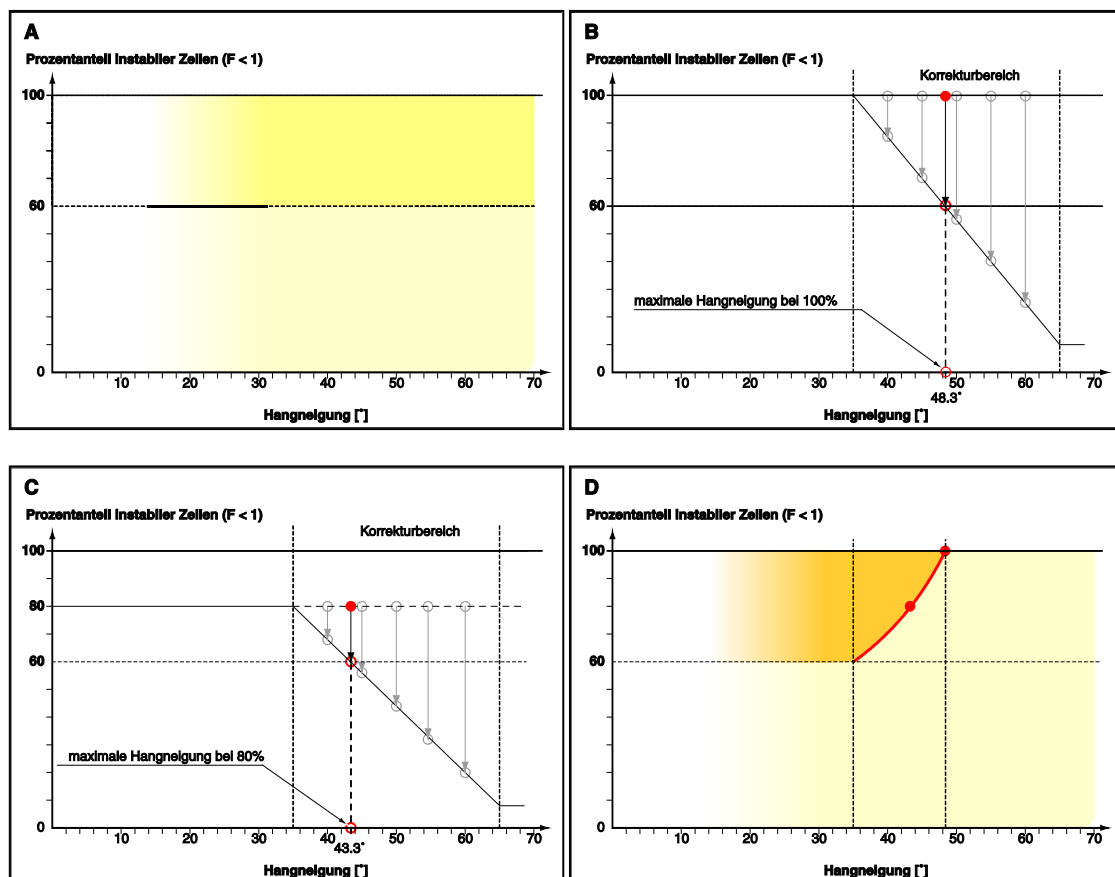 A
Prozentanteil instabiler Zellen (F < 1)
100
60
0
10 20 30 40 50 60 70
Hangneigung [°]
B
Prozentanteil instabiler Zellen (F < 1)
Korrekturbereich
100
60
maximale Hangneigung bei 100%
0
10 20 30 40 50 60 70
48.3°
Hangneigung [°]
C
Prozentanteil instabiler Zellen (F < 1)
Korrekturbereich
100
80
60
maximale Hangneigung bei 80%
0
10 20 30 40 50 60 70
43.3°
Hangneigung [°]
D
Prozentanteil instabiler Zellen (F < 1)
100
60
0
10 20 30 40 50 60 70
Hangneigung [°]